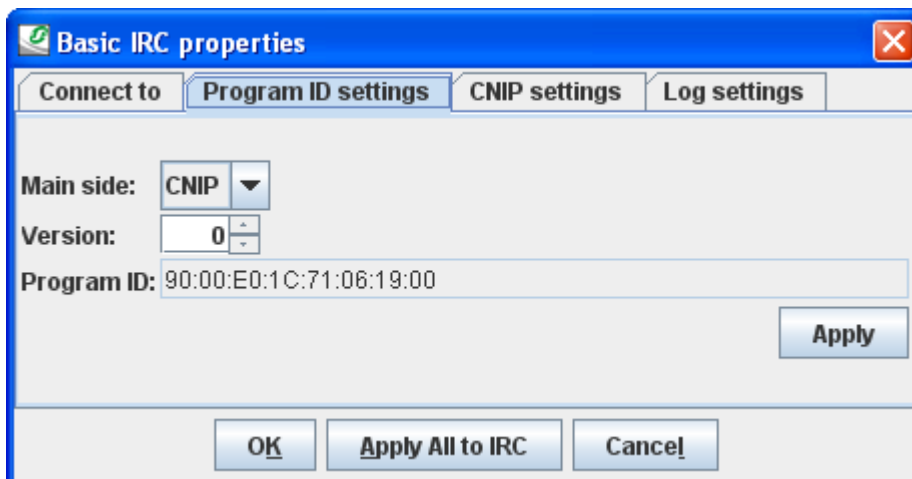 Basic IRC properties
Connect to Program ID settings CNIP settings Log settings
Main side: CNIP
Version: 0
Program ID: 90:00:E0:1C:71:06:19:00
Apply
OK Apply All to IRC Cancel